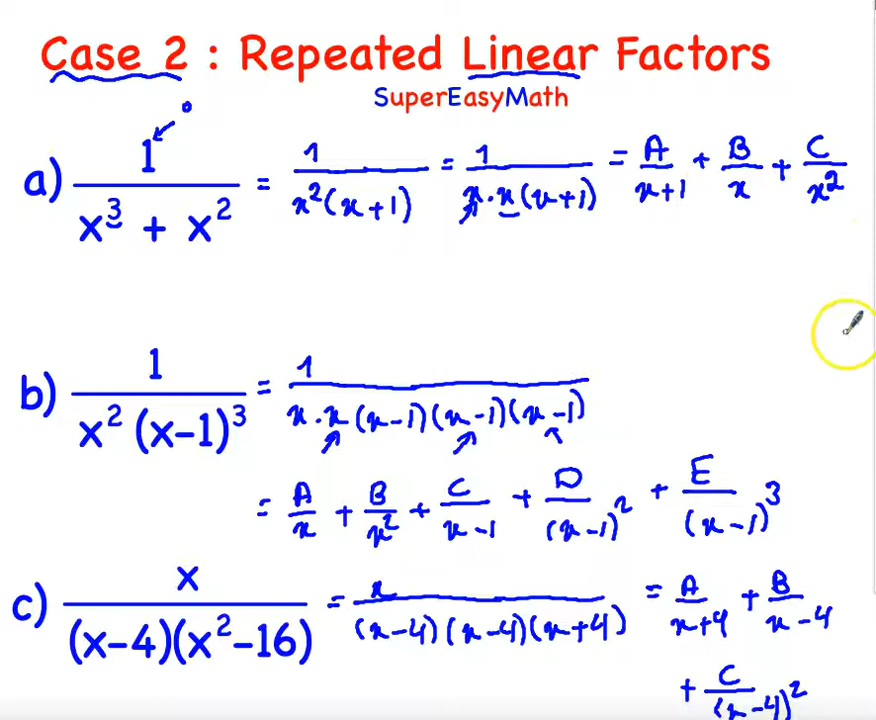 Case 2 : Repeated Linear Factors
SuperEasyMath
0
a) 1/(x³ + x²) = 1/(x²(x+1)) = 1/(x·x(x+1)) = A/(x+1) + B/x + C/x²
b) 1/(x² (x-1)³) = 1/(x·x(x-1)(x-1)(x-1))
= A/x + B/x² + C/(x-1) + D/(x-1)² + E/(x-1)³
c) x/((x-4)(x²-16)) = x/((x-4)(x-4)(x+4)) = A/(x+4) + B/(x-4)
+ C/(x-4)²